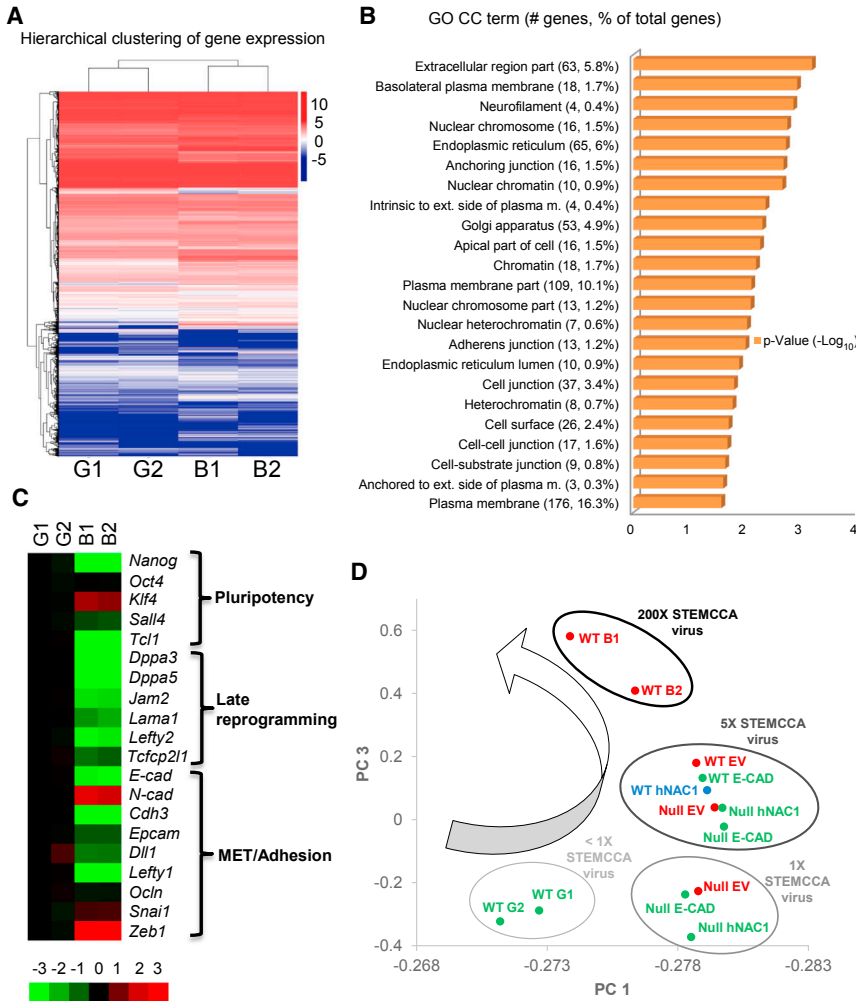 A
Hierarchical clustering of gene expression
10
5
0
-5
G1 G2 B1 B2
B
GO CC term (# genes, % of total genes)
Extracellular region part (63, 5.8%)
Basolateral plasma membrane (18, 1.7%)
Neurofilament (4, 0.4%)
Nuclear chromosome (16, 1.5%)
Endoplasmic reticulum (65, 6%)
Anchoring junction (16, 1.5%)
Nuclear chromatin (10, 0.9%)
Intrinsic to ext. side of plasma m. (4, 0.4%)
Golgi apparatus (53, 4.9%)
Apical part of cell (16, 1.5%)
Chromatin (18, 1.7%)
Plasma membrane part (109, 10.1%)
Nuclear chromosome part (13, 1.2%)
Nuclear heterochromatin (7, 0.6%)
Adherens junction (13, 1.2%)
Endoplasmic reticulum lumen (10, 0.9%)
Cell junction (37, 3.4%)
Heterochromatin (8, 0.7%)
Cell surface (26, 2.4%)
Cell-cell junction (17, 1.6%)
Cell-substrate junction (9, 0.8%)
Anchored to ext. side of plasma m. (3, 0.3%)
Plasma membrane (176, 16.3%)
p-Value (-Log10)
0 1 2 3 4
C
G1 G2 B1 B2
Nanog
Oct4
Klf4
Sall4
Tcl1
Dppa3
Dppa5
Jam2
Lama1
Lefty2
Tcfcp2l1
E-cad
N-cad
Cdh3
Epcam
Dll1
Lefty1
Ocln
Snai1
Zeb1
Pluripotency
Late
reprogramming
MET/Adhesion
-3 -2 -1 0 1 2 3
D
PC 3
0.6
0.4
0.2
0
-0.2
-0.4
200X STEMCCA
virus
WT B1
WT B2
5X STEMCCA
virus
WT EV
WT E-CAD
WT hNAC1
Null EV
Null hNAC1
Null E-CAD
< 1X
STEMCCA
virus
WT G2
WT G1
1X
STEMCCA
virus
Null EV
Null E-CAD
Null hNAC1
-0.268 -0.273 -0.278 -0.283
PC 1